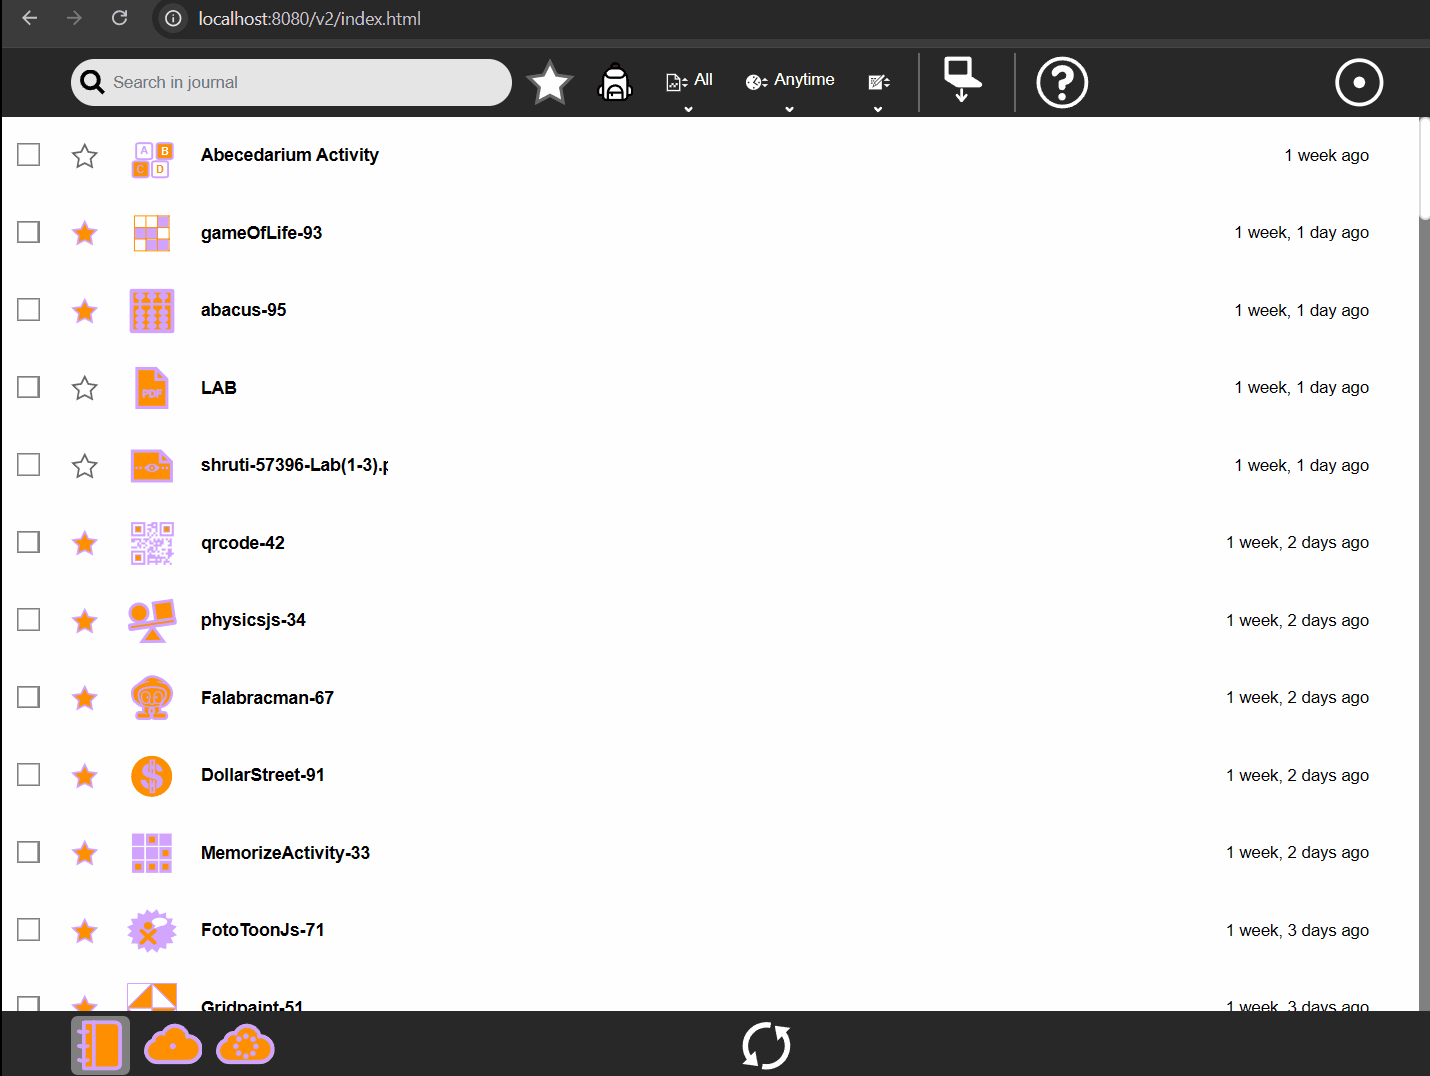 localhost:8080/v2/index.html
Search in journal
All
Anytime
A B C D
Abecedarium Activity 1 week ago
gameOfLife-93 1 week, 1 day ago
abacus-95 1 week, 1 day ago
PDF
LAB 1 week, 1 day ago
shruti-57396-Lab(1-3).p 1 week, 1 day ago
qrcode-42 1 week, 2 days ago
physicsjs-34 1 week, 2 days ago
Falabracman-67 1 week, 2 days ago
$
DollarStreet-91 1 week, 2 days ago
MemorizeActivity-33 1 week, 2 days ago
FotoToonJs-71 1 week, 3 days ago
Gridpaint-51 1 week, 3 days ago